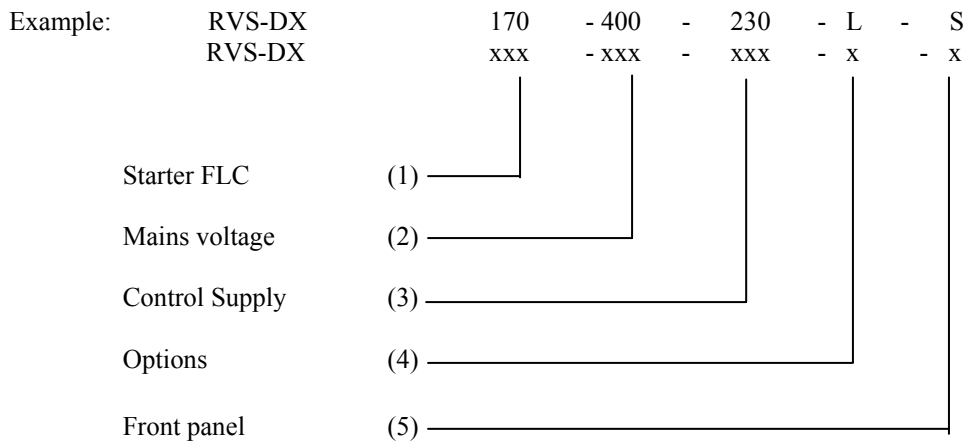 Example: RVS-DX 170 - 400 - 230 - L - S
RVS-DX xxx - xxx - xxx - x - x
Starter FLC (1)
Mains voltage (2)
Control Supply (3)
Options (4)
Front panel (5)